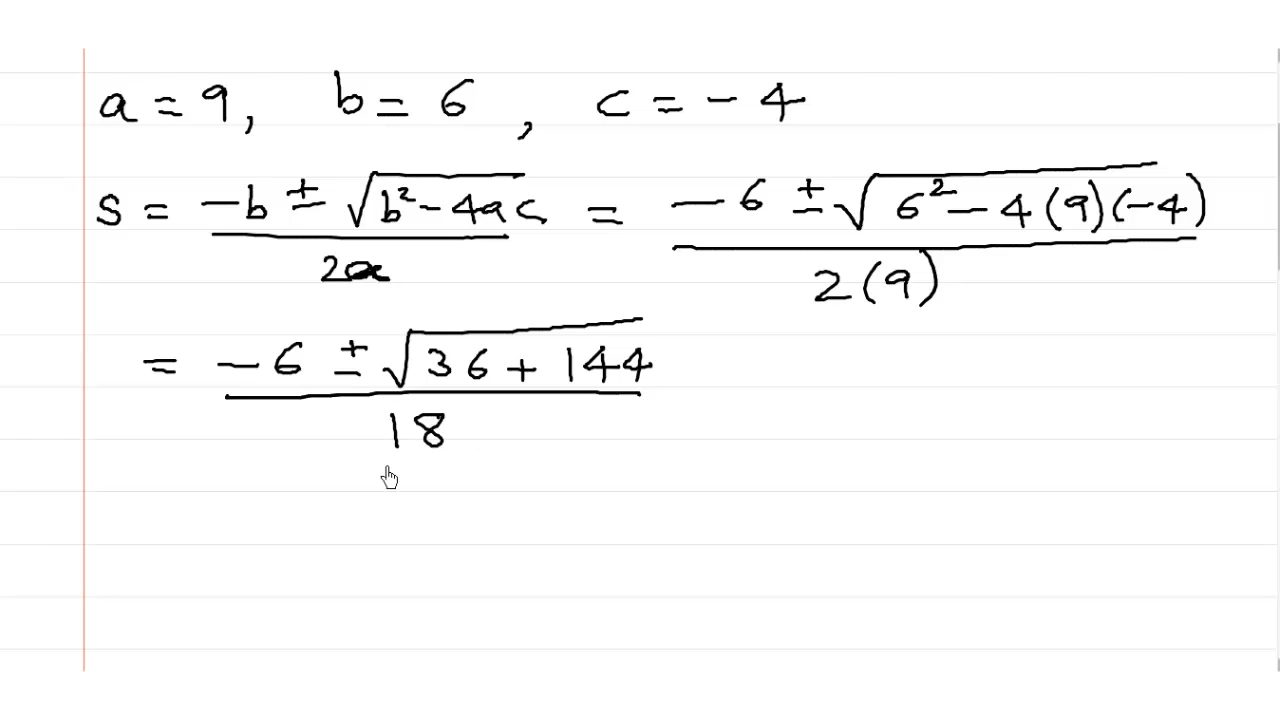 a = 9, b = 6, c = -4
s = (-b ± √(b² - 4ac))/2a = (-6 ± √(6² - 4(9)(-4)))/2(9)
= (-6 ± √(36 + 144))/18